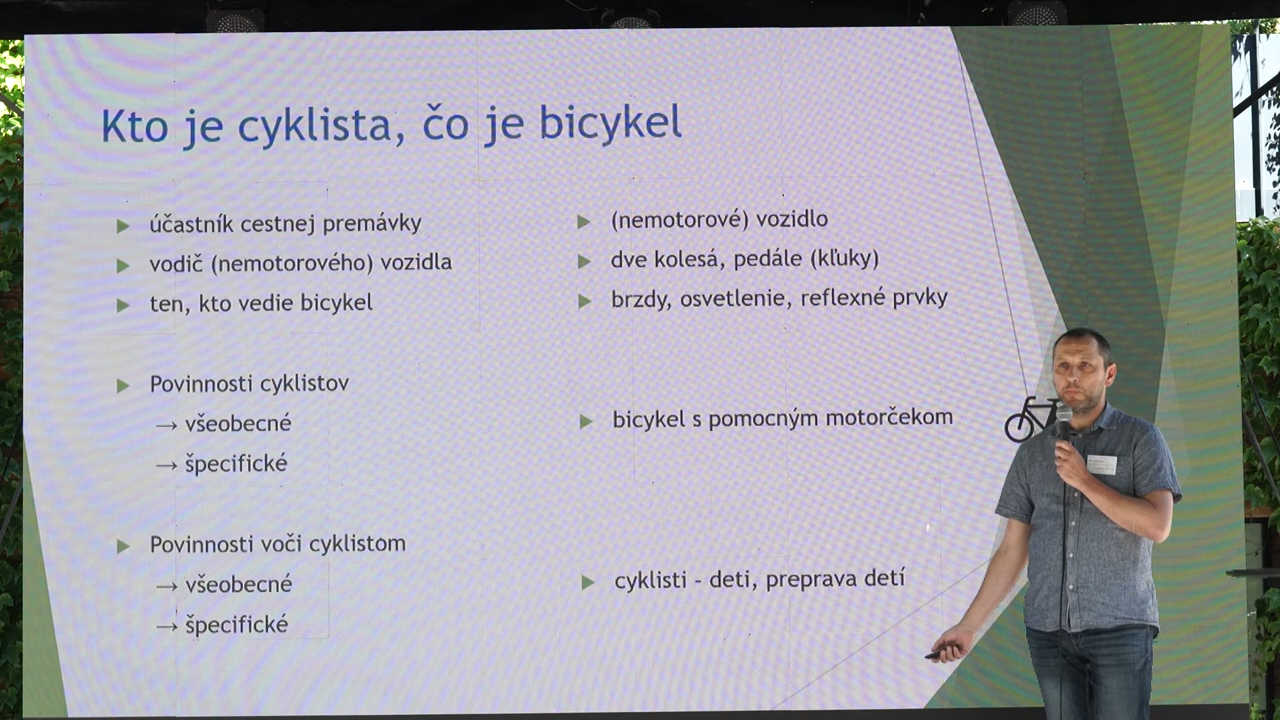 Kto je cyklista, čo je bicykel
účastník cestnej premávky
vodič (nemotorového) vozidla
ten, kto vedie bicykel
Povinnosti cyklistov
→ všeobecné
→ špecifické
Povinnosti voči cyklistom
→ všeobecné
→ špecifické
(nemotorové) vozidlo
dve kolesá, pedále (kľuky)
brzdy, osvetlenie, reflexné prvky
bicykel s pomocným motorčekom
cyklisti - deti, preprava detí